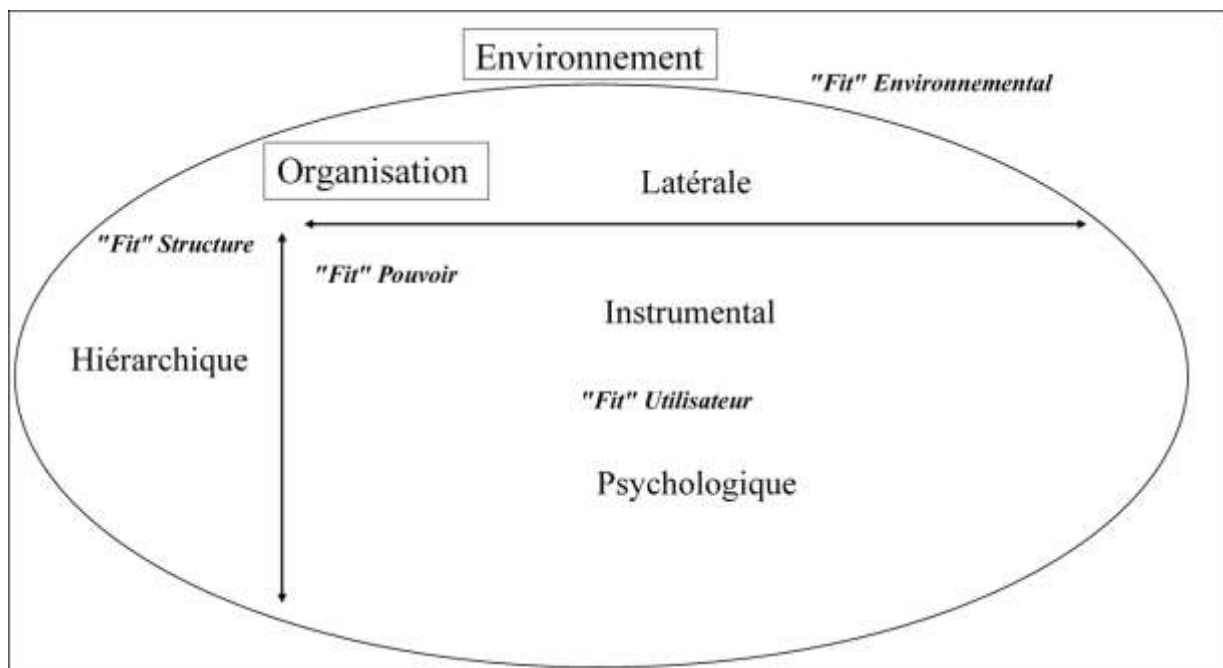 Environnement
"Fit" Environnemental
Organisation
Latérale
"Fit" Structure
"Fit" Pouvoir
Instrumental
Hiérarchique
"Fit" Utilisateur
Psychologique